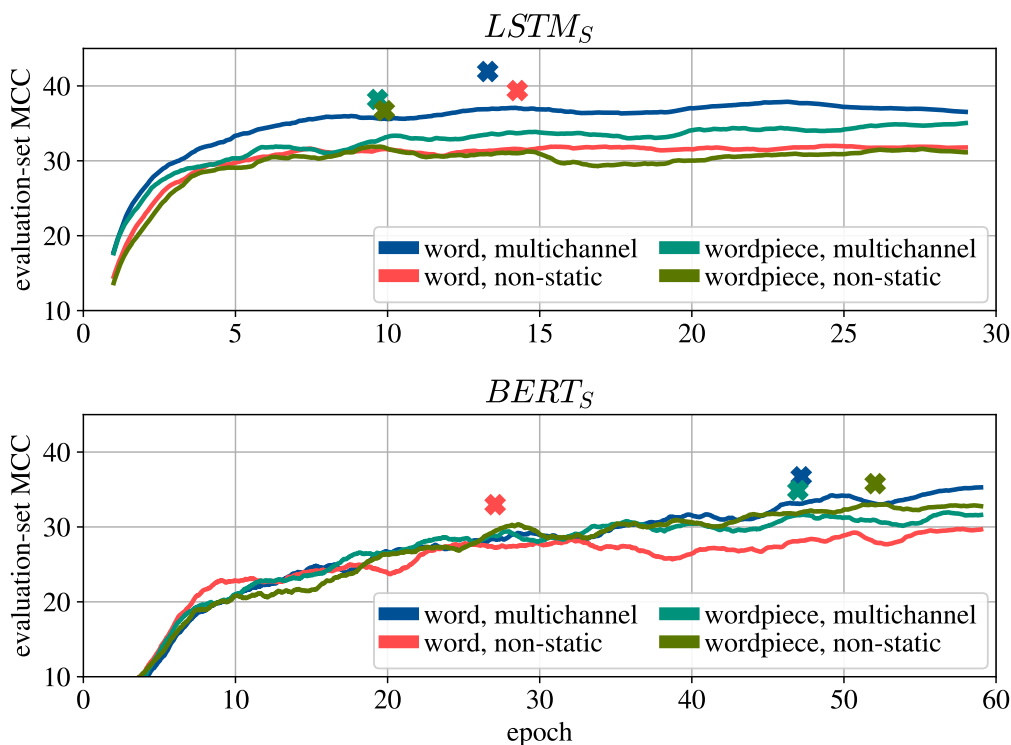 LSTM_S
evaluation-set MCC
40
30
20
10
word, multichannel
word, non-static
wordpiece, multichannel
wordpiece, non-static
0 5 10 15 20 25 30
BERT_S
evaluation-set MCC
40
30
20
10
word, multichannel
word, non-static
wordpiece, multichannel
wordpiece, non-static
0 10 20 30 40 50 60
epoch